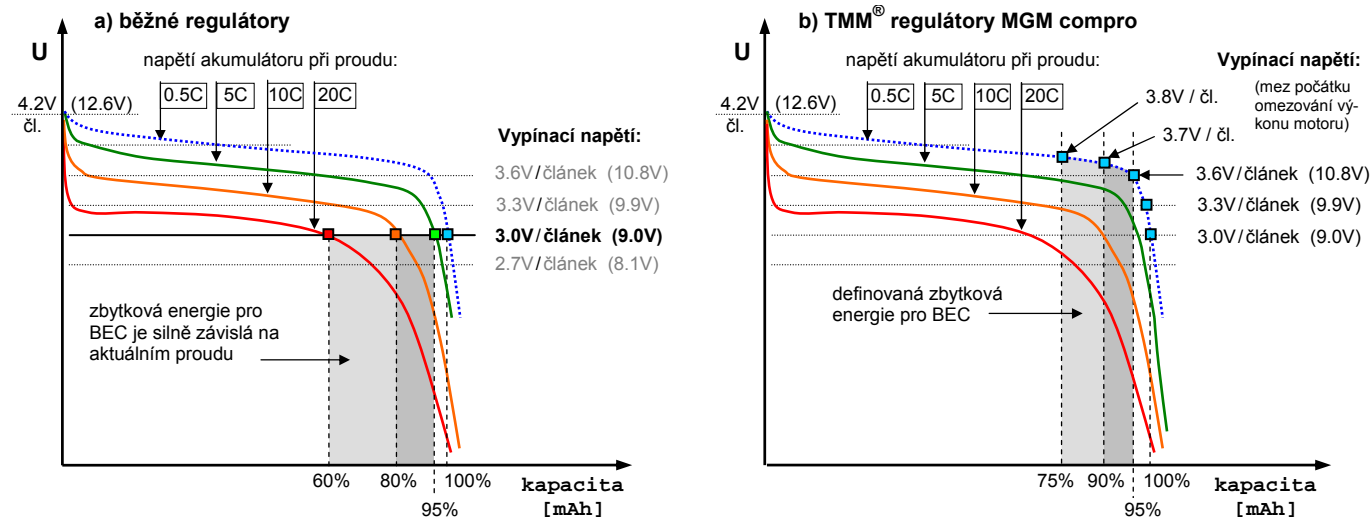 a) běžné regulátory
U
napětí akumulátoru při proudu:
0.5C 5C 10C 20C
4.2V (12.6V)
čl.
Vypínací napětí:
3.6V/článek (10.8V)
3.3V/článek (9.9V)
3.0V/článek (9.0V)
2.7V/článek (8.1V)
zbytková energie pro
BEC je silně závislá na
aktuálním proudu
60% 80% 100%
95%
kapacita
[mAh]
b) TMM® regulátory MGM compro
U
napětí akumulátoru při proudu:
0.5C 5C 10C 20C
4.2V (12.6V)
čl.
Vypínací napětí:
(mez počátku
omezování vý-
konu motoru)
3.8V / čl.
3.7V / čl.
3.6V/článek (10.8V)
3.3V/článek (9.9V)
3.0V/článek (9.0V)
definovaná zbytková
energie pro BEC
75% 90% 100%
95%
kapacita
[mAh]